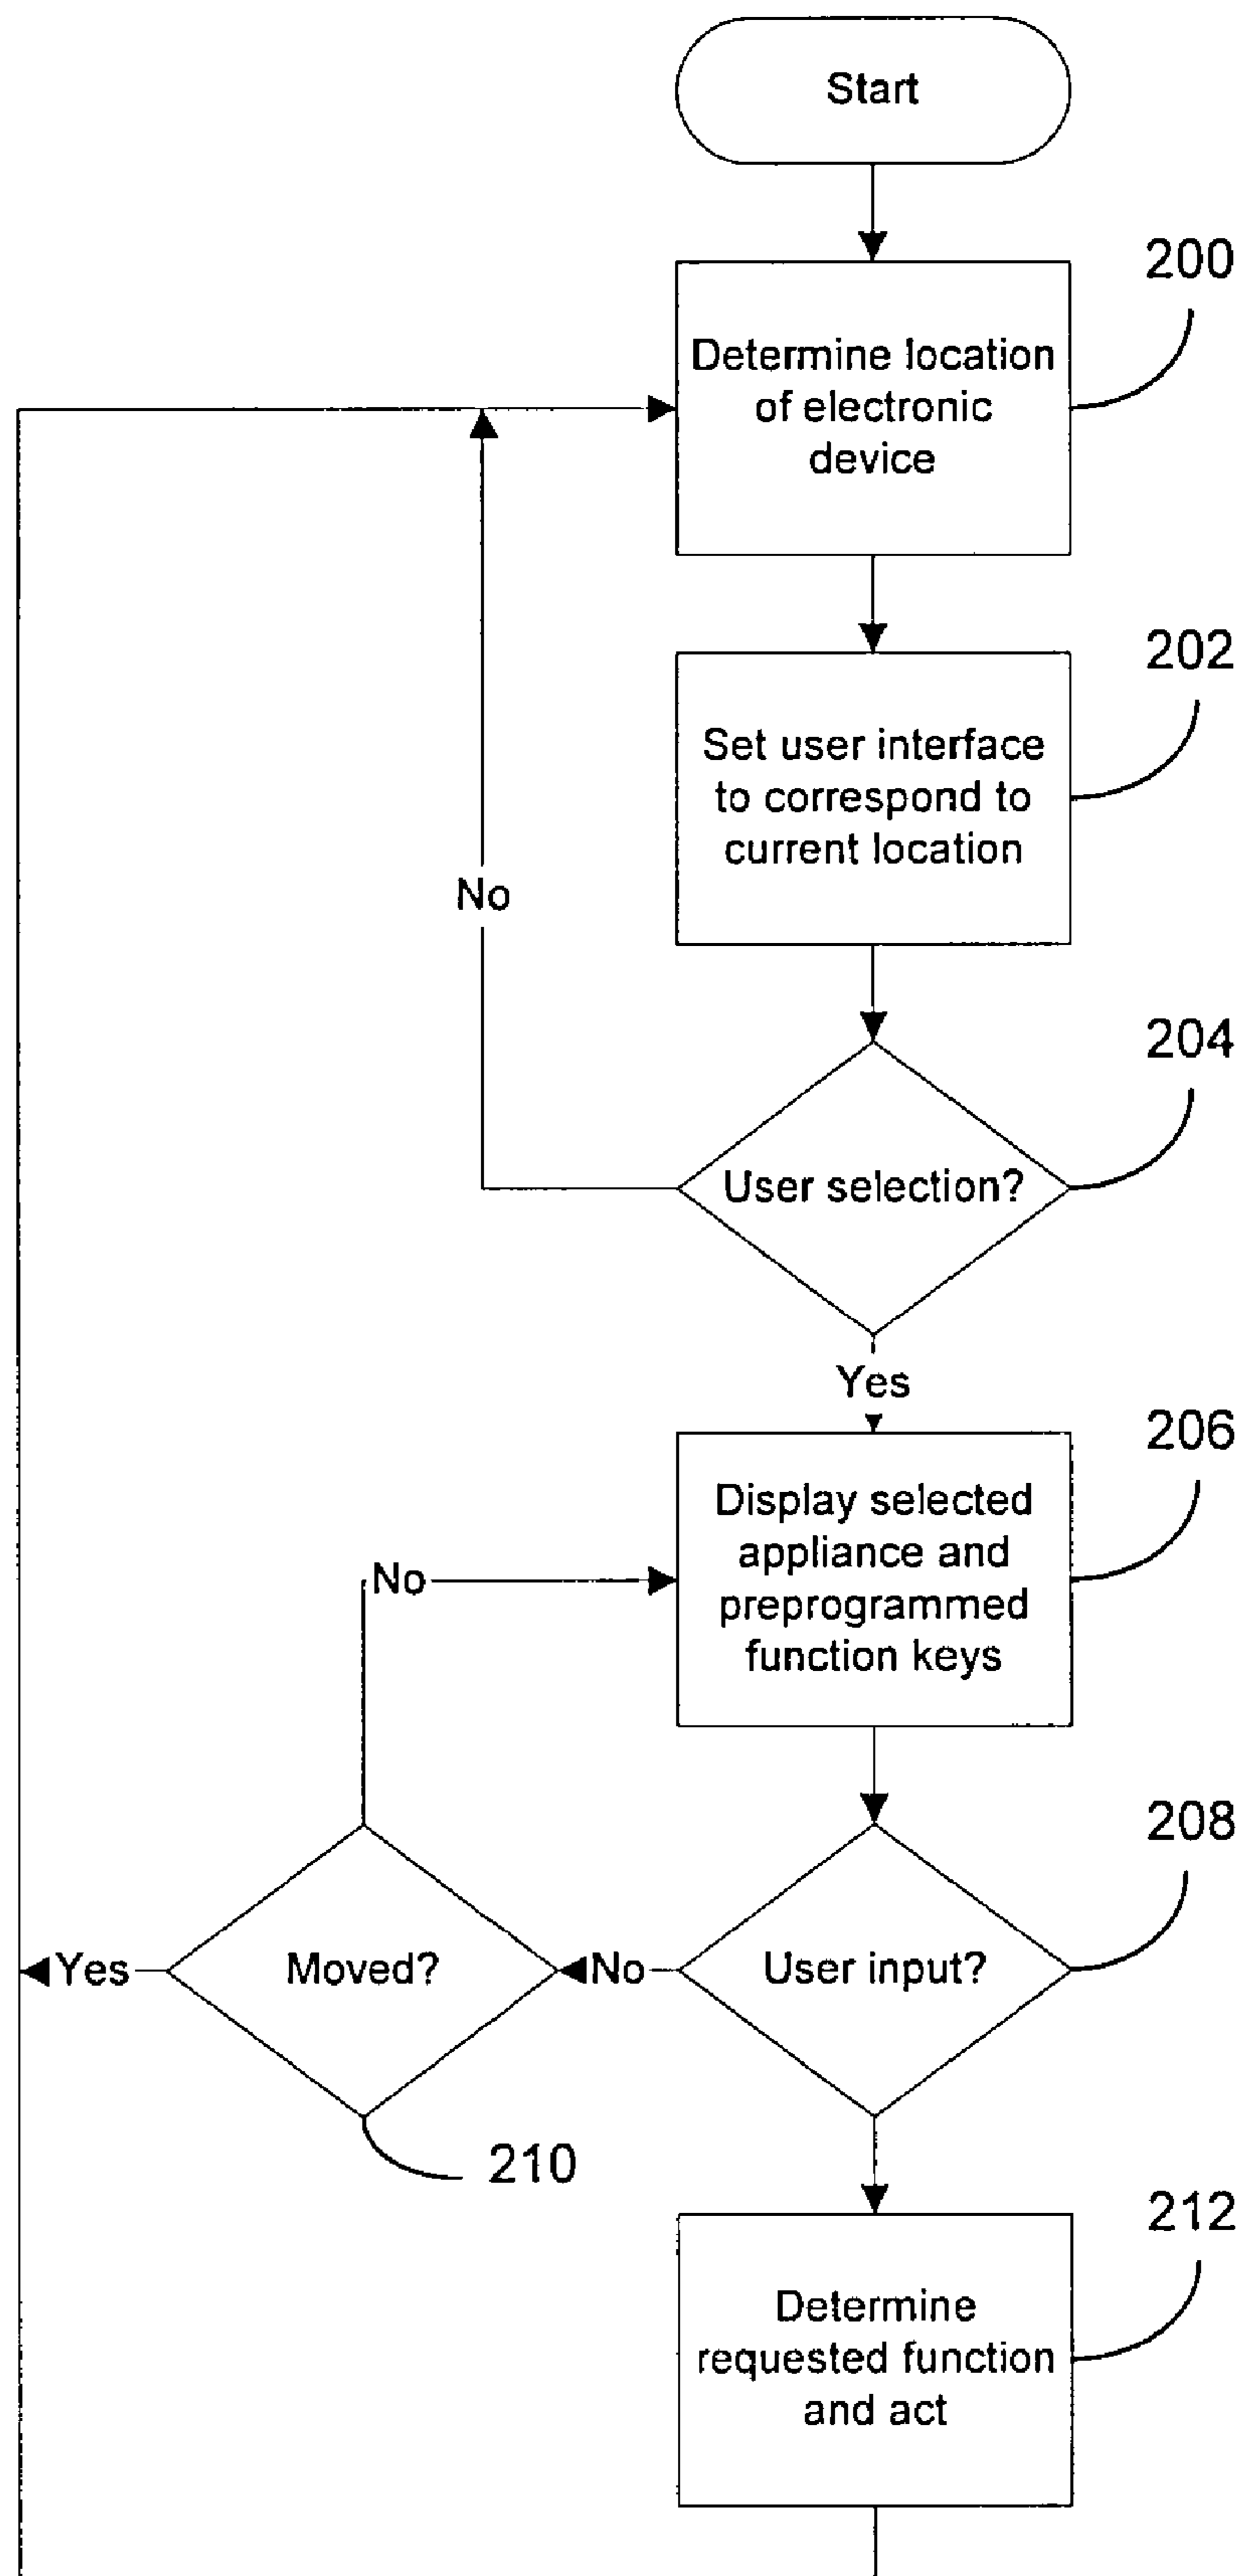 Start
200
Determine location
of electronic
device
202
Set user interface
to correspond to
current location
No
204
User selection?
Yes
206
Display selected
appliance and
preprogrammed
function keys
No
208
Yes
Moved?
No
User input?
210
212
Determine
requested function
and act